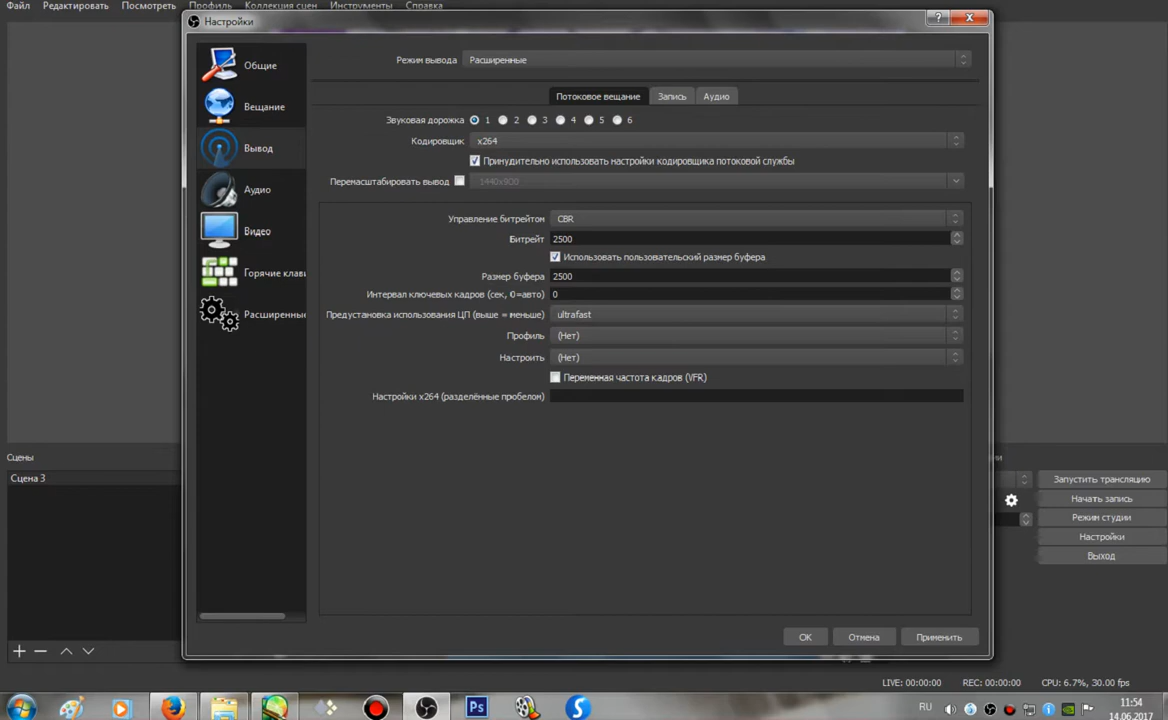 Файл Редактировать Посмотреть Профиль Коллекция сцен Инструменты Справка
Настройки
?
Общие
Вещание
Вывод
Аудио
Видео
Горячие клави
Расширенные
Режим вывода Расширенные
Потоковое вещание Запись Аудио
Звуковая дорожка 1 2 3 4 5 6
Кодировщик x264
Принудительно использовать настройки кодировщика потоковой службы
Перемасштабировать вывод 1440x900
Управление битрейтом CBR
Битрейт 2500
Использовать пользовательский размер буфера
Размер буфера 2500
Интервал ключевых кадров (сек, 0=авто) 0
Предустановка использования ЦП (выше = меньше) ultrafast
Профиль (Нет)
Настроить (Нет)
Переменная частота кадров (VFR)
Настройки x264 (разделённые пробелом)
OK Отмена Применить
Сцены
Сцена 3
ии
Запустить трансляцию
Начать запись
Режим студии
Настройки
Выход
LIVE: 00:00:00 REC: 00:00:00 CPU: 6.7%, 30.00 fps
Ps
S
RU
11:54
14.06.2017